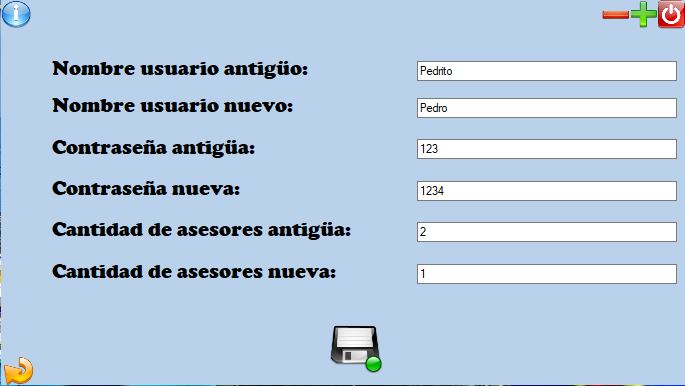 Nombre usuario antigüo: Pedrito
Nombre usuario nuevo: Pedro
Contraseña antigüa: 123
Contraseña nueva: 1234
Cantidad de asesores antigüa: 2
Cantidad de asesores nueva: 1